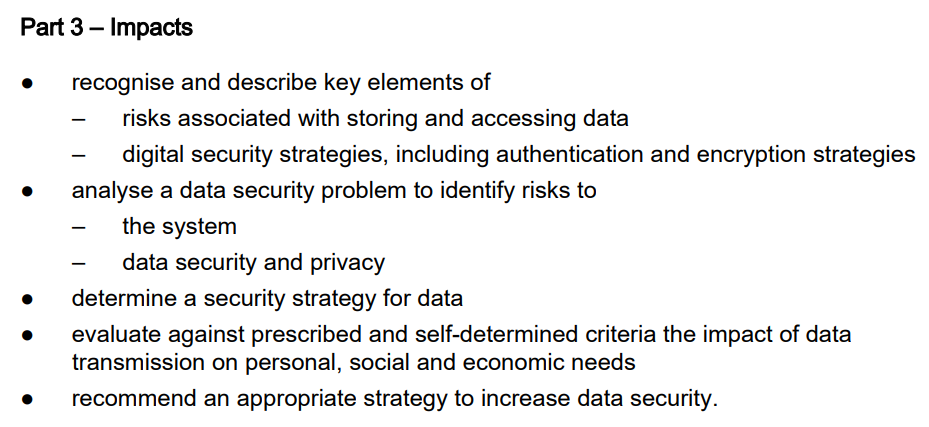 Part 3 – Impacts
● recognise and describe key elements of
– risks associated with storing and accessing data
– digital security strategies, including authentication and encryption strategies
● analyse a data security problem to identify risks to
– the system
– data security and privacy
● determine a security strategy for data
● evaluate against prescribed and self-determined criteria the impact of data
transmission on personal, social and economic needs
● recommend an appropriate strategy to increase data security.